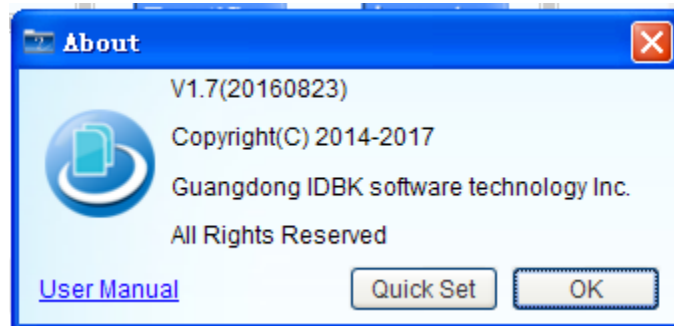 About
V1.7(20160823)
Copyright(C) 2014-2017
Guangdong IDBK software technology Inc.
All Rights Reserved
User Manual
Quick Set
OK